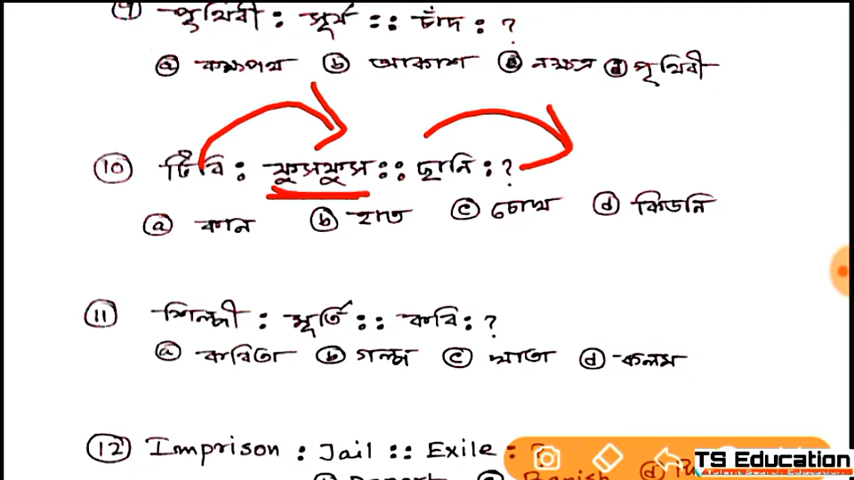 পৃথিবী : সূর্য :: চাঁদ : ?
ⓐ কক্ষপথ ⓑ আকাশ ⓒ নক্ষত্র ⓓ পৃথিবী
⑩ টিবি : ফুসফুস :: ছানি : ?
ⓐ কান ⓑ হাত ⓒ চোখ ⓓ কিডনি
⑪ শিল্পী : মূর্তি :: কবি : ?
ⓐ কবিতা ⓑ গল্প ⓒ খাতা ⓓ কলম
⑫ Imprison : Jail :: Exile : ?
TS Education